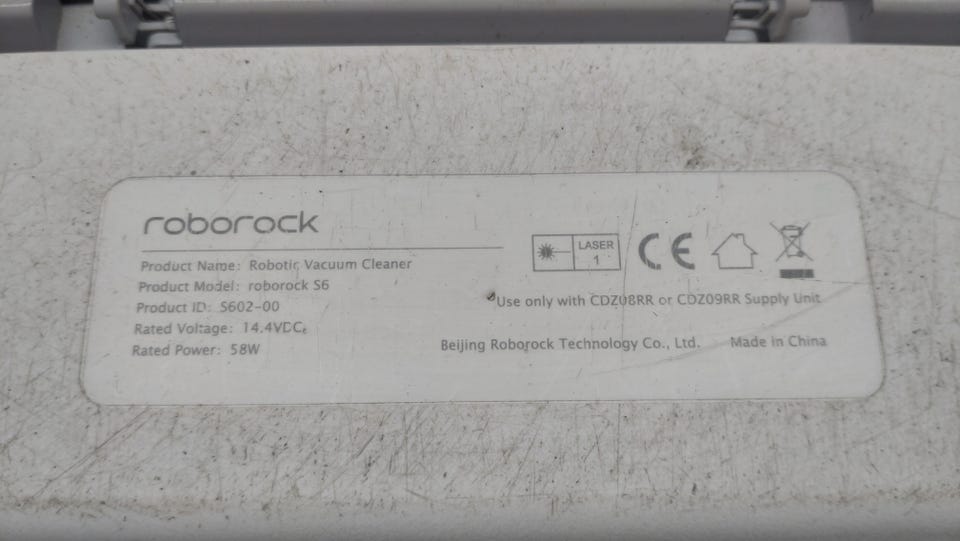 roborock
Product Name: Robotic Vacuum Cleaner
Product Model: roborock S6
Product ID: S602-00
Rated Voltage: 14.4VDC
Rated Power: 58W
LASER
1
CE
Use only with CDZ08RR or CDZ09RR Supply Unit
Beijing Roborock Technology Co., Ltd. Made in China